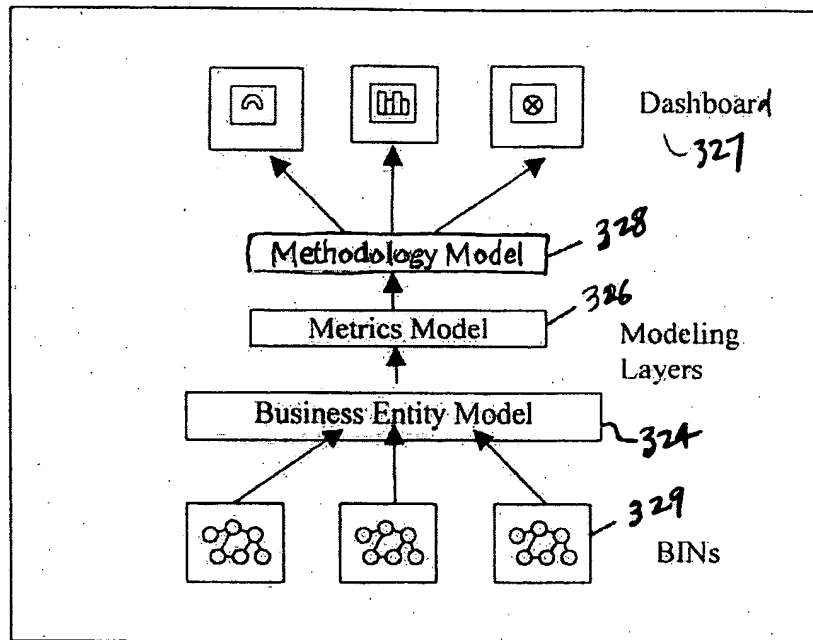 Dashboard
327
328
Methodology Model
326
Metrics Model
Modeling
Layers
Business Entity Model
324
329
BINs